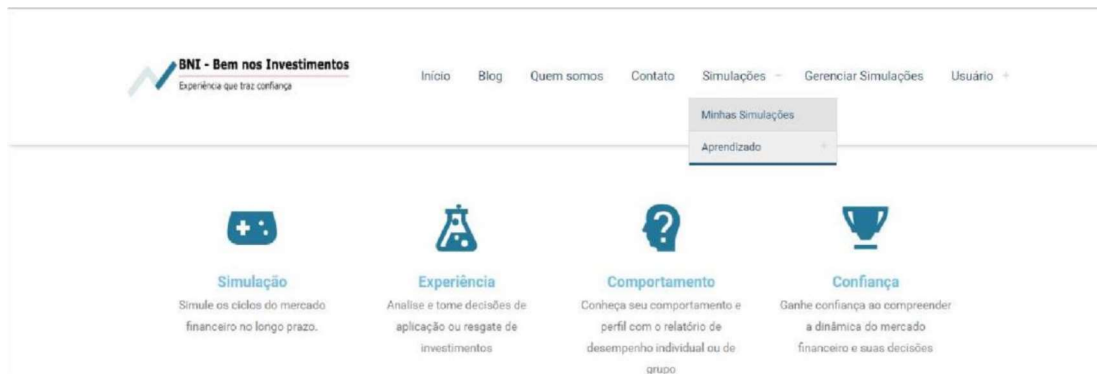 BNI - Bem nos Investimentos
Experiência que traz confiança
Início Blog Quem somos Contato Simulações + Gerenciar Simulações Usuário +
Minhas Simulações
Aprendizado +
Simulação
Simule os ciclos do mercado
financeiro no longo prazo.
Experiência
Analise e tome decisões de
aplicação ou resgate de
investimentos
Comportamento
Conheça seu comportamento e
perfil com o relatório de
desempenho individual ou de
grupo
Confiança
Ganhe confiança ao compreender
a dinâmica do mercado
financeiro e suas decisões